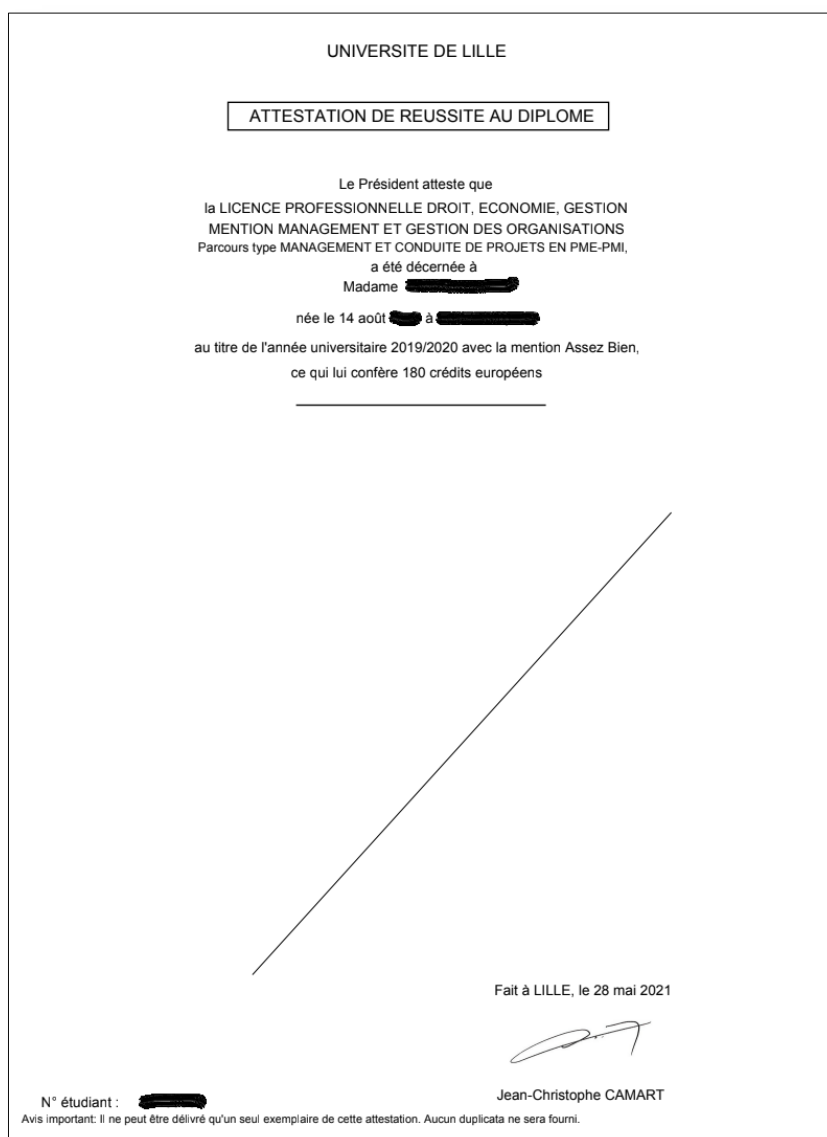 UNIVERSITE DE LILLE
ATTESTATION DE REUSSITE AU DIPLOME
Le Président atteste que
la LICENCE PROFESSIONNELLE DROIT, ECONOMIE, GESTION
MENTION MANAGEMENT ET GESTION DES ORGANISATIONS
Parcours type MANAGEMENT ET CONDUITE DE PROJETS EN PME-PMI,
a été décernée à
Madame
née le 14 août à
au titre de l'année universitaire 2019/2020 avec la mention Assez Bien,
ce qui lui confère 180 crédits européens
Fait à LILLE, le 28 mai 2021
Jean-Christophe CAMART
N° étudiant :
Avis important: Il ne peut être délivré qu'un seul exemplaire de cette attestation. Aucun duplicata ne sera fourni.